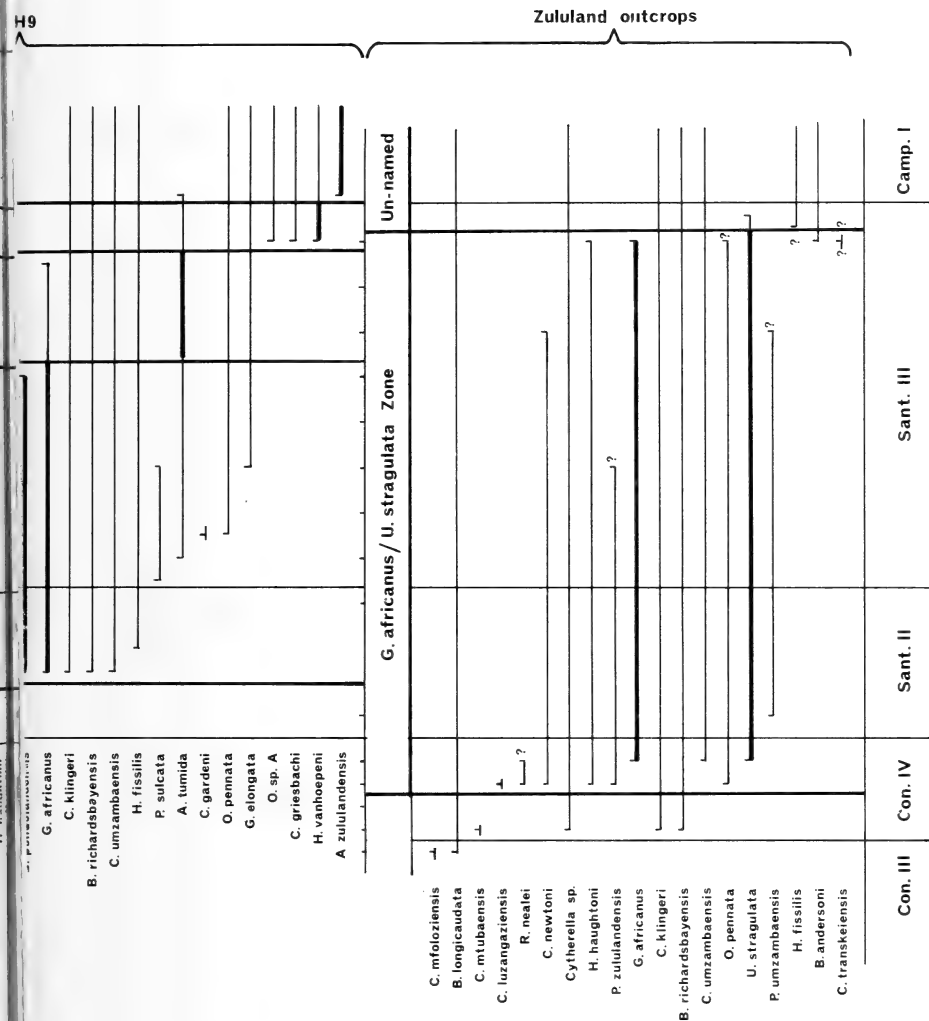 H9
Zululand outcrops
Un-named
G. africanus / U. stragulata Zone
Camp. I
Sant. III
Sant. II
Con. IV
Con. III
G. africanus
C. klingeri
B. richardsbayensis
C. umzambaensis
H. fissilis
P. sulcata
A. tumida
C. gardeni
O. pennata
G. elongata
O. sp. A
C. griesbachi
H. vanhoepeni
A zululandensis
C. mfoloziensis
B. longicaudata
C. mtubaensis
C. luzangaziensis
R. nealei
C. newtoni
Cytherella sp.
H. haughtoni
P. zululandensis
G. africanus
C. klingeri
B. richardsbayensis
C. umzambaensis
O. pennata
U. stragulata
P. umzambaensis
H. fissilis
B. andersoni
C. transkeiensis
?
?
?
?
?
?
?